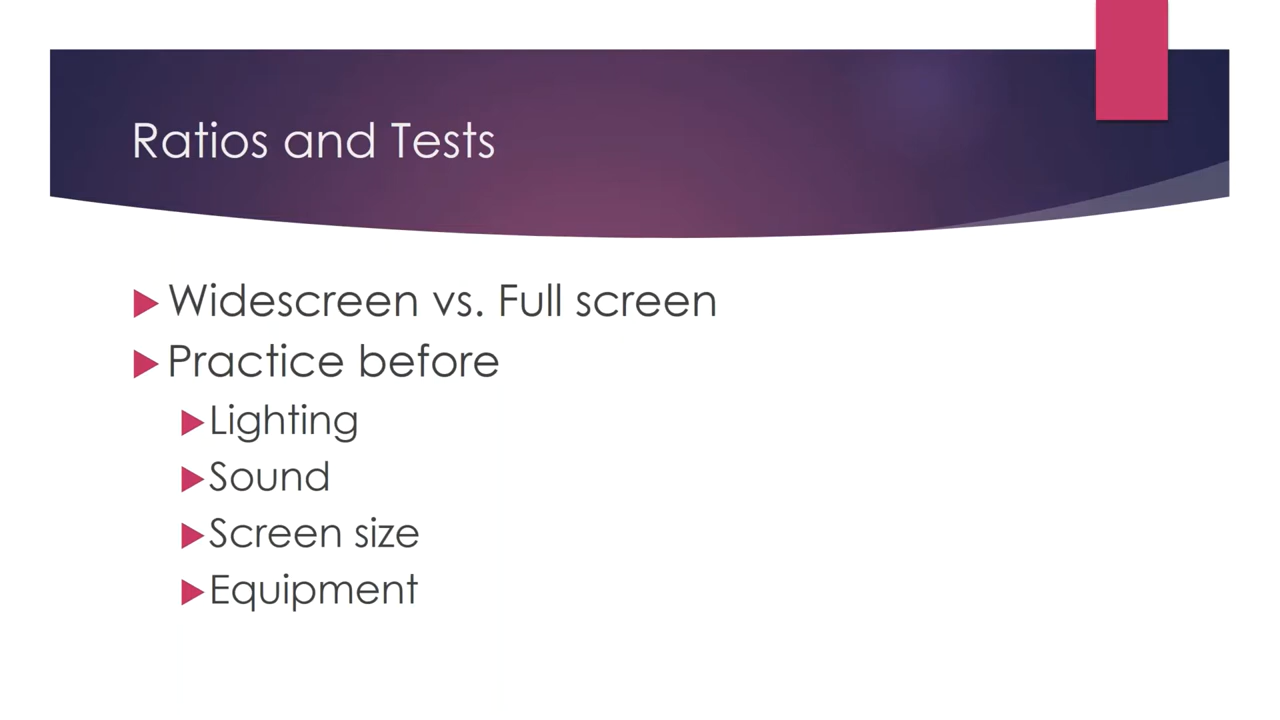 Ratios and Tests
Widescreen vs. Full screen
Practice before
Lighting
Sound
Screen size
Equipment